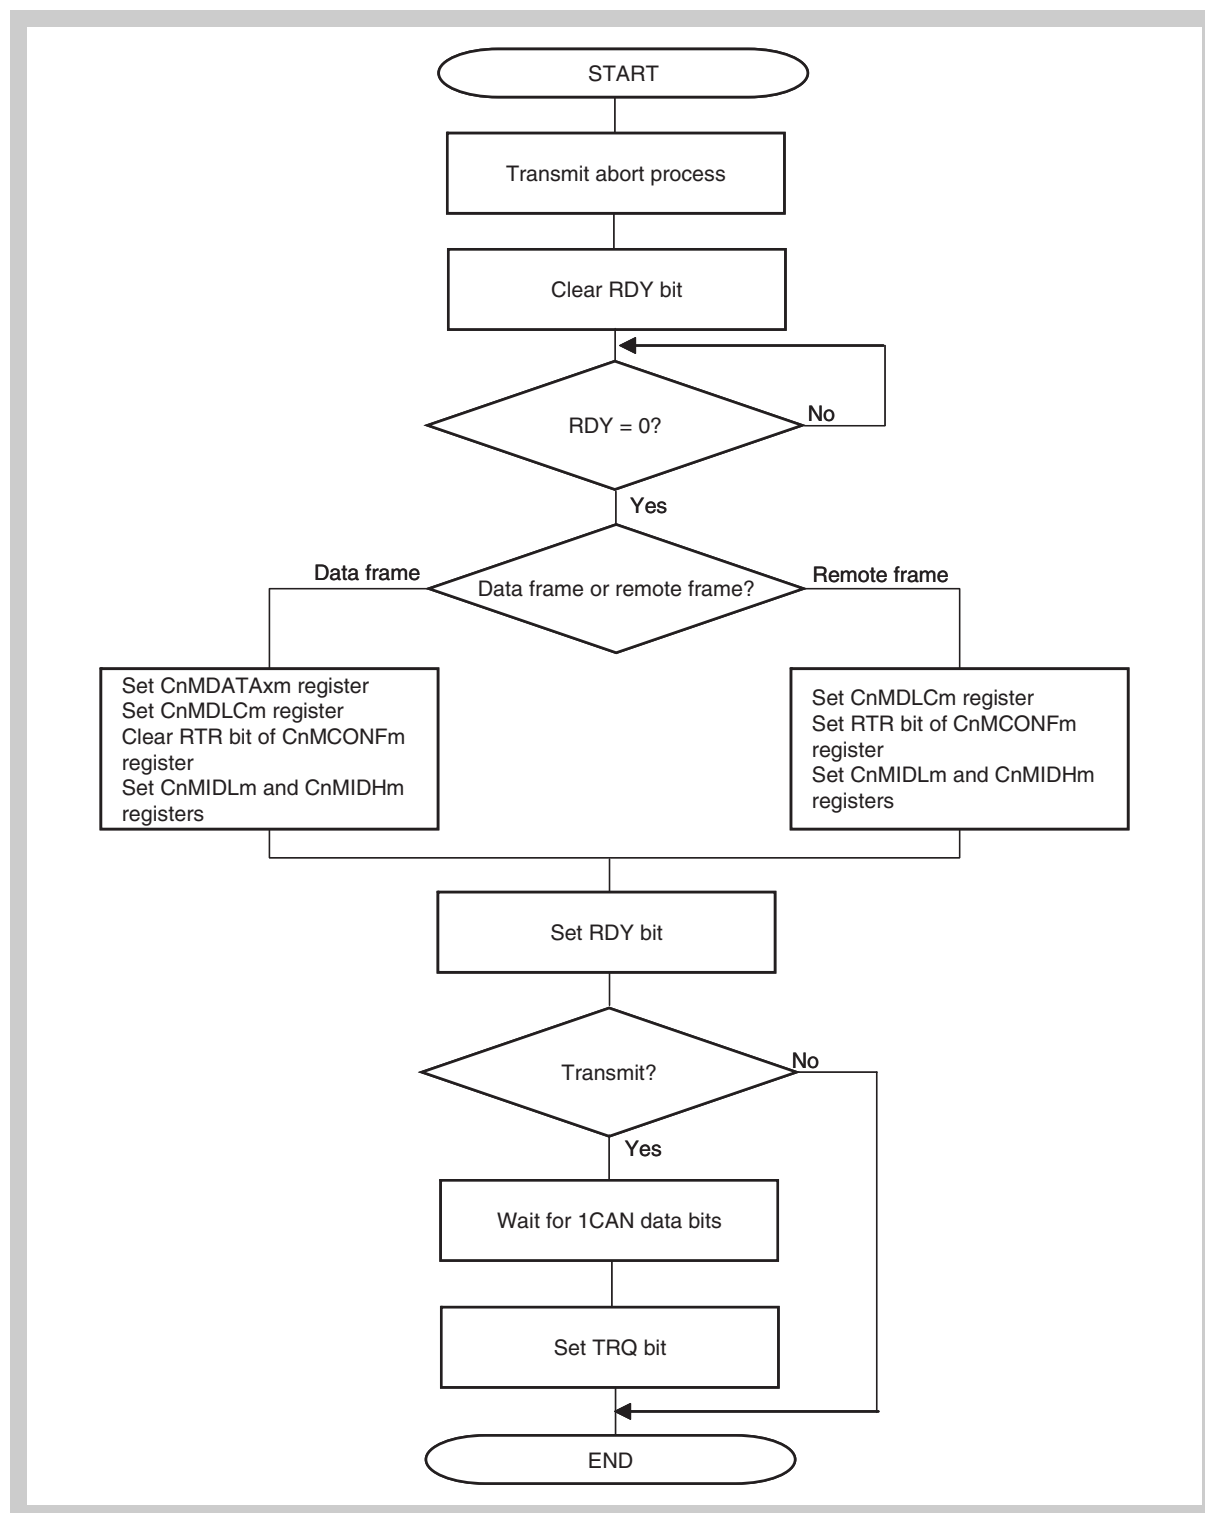 START
Transmit abort process
Clear RDY bit
RDY = 0?
No
Yes
Data frame
Data frame or remote frame?
Remote frame
Set CnMDATAxm register
Set CnMDLCm register
Clear RTR bit of CnMCONFm
register
Set CnMIDLm and CnMIDHm
registers
Set CnMDLCm register
Set RTR bit of CnMCONFm
register
Set CnMIDLm and CnMIDHm
registers
Set RDY bit
Transmit?
No
Yes
Wait for 1CAN data bits
Set TRQ bit
END